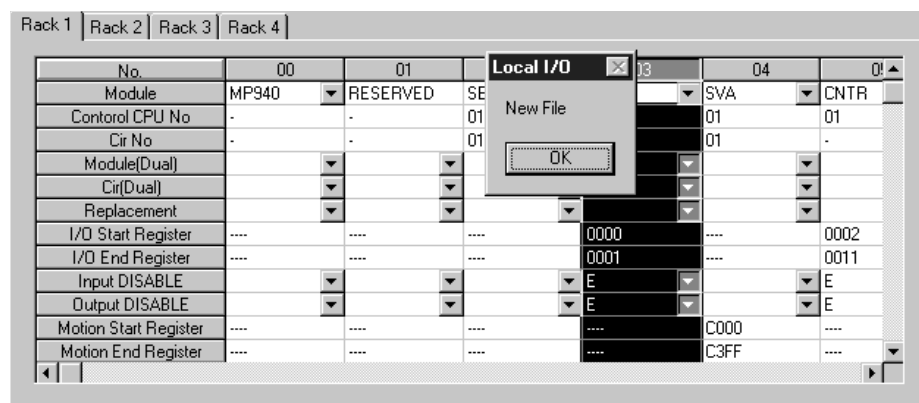 Rack 1 Rack 2 Rack 3 Rack 4
No. 00 01 03 04
Local I/O
Module MP940 RESERVED SVA CNTR
New File
Contorol CPU No - - 01 01 01
Cir No - - 01 01 -
OK
Module(Dual)
Cir(Dual)
Replacement
I/O Start Register ---- ---- ---- 0000 ---- 0002
I/O End Register ---- ---- ---- 0001 ---- 0011
Input DISABLE E E
Output DISABLE E E
Motion Start Register ---- ---- ---- ---- C000 ----
Motion End Register ---- ---- ---- ---- C3FF ----